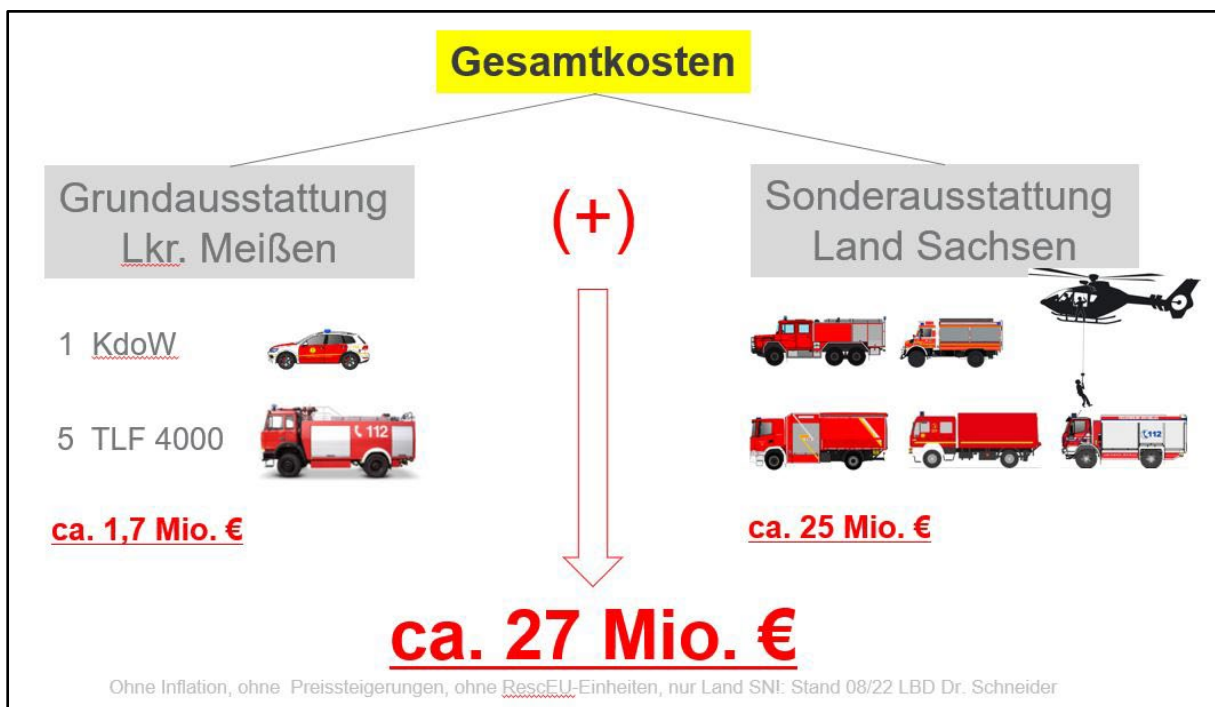 Gesamtkosten
Grundausstattung
Lkr. Meißen
(+)
Sonderausstattung
Land Sachsen
1 KdoW
5 TLF 4000
112
112
ca. 1,7 Mio. €
ca. 25 Mio. €
ca. 27 Mio. €
Ohne Inflation, ohne Preissteigerungen, ohne RescEU-Einheiten, nur Land SN!: Stand 08/22 LBD Dr. Schneider